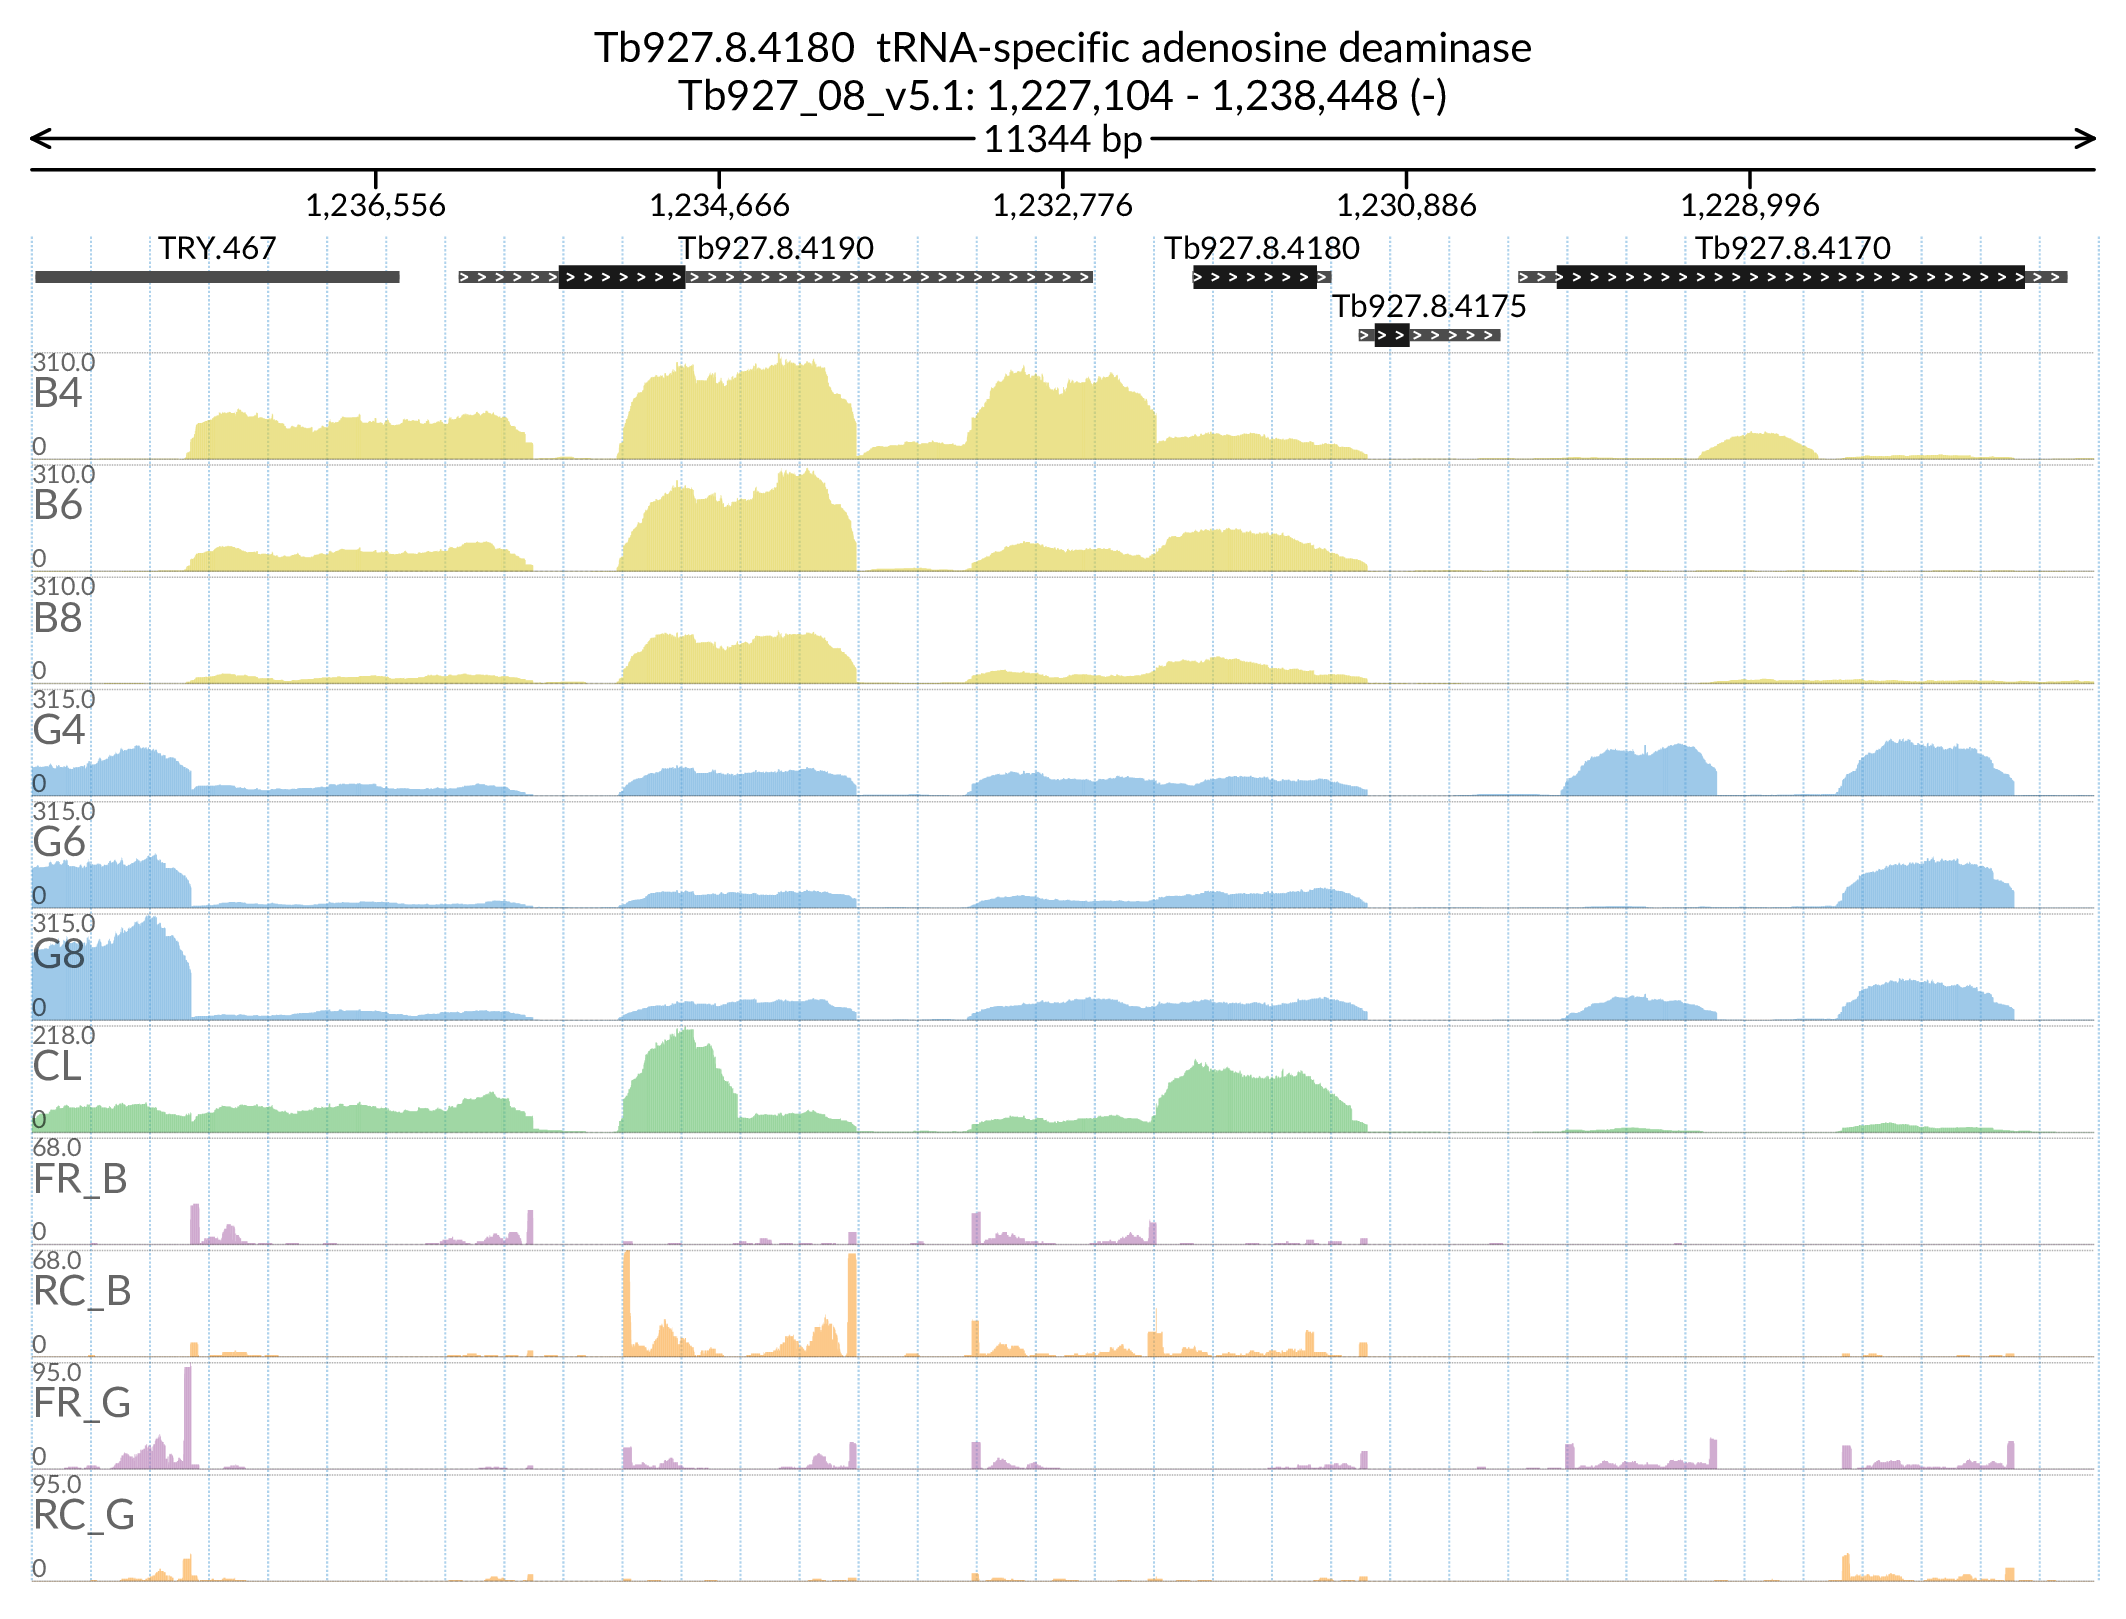 Tb927.8.4180  tRNA-specific adenosine deaminase
Tb927_08_v5.1: 1,227,104 - 1,238,448 (-)
11344 bp
1,236,556 1,234,666 1,232,776 1,230,886 1,228,996
TRY.467 Tb927.8.4190 Tb927.8.4180 Tb927.8.4170
Tb927.8.4175
310.0
B4
0
310.0
B6
0
310.0
B8
0
315.0
G4
0
315.0
G6
0
315.0
G8
0
218.0
CL
0
68.0
FR_B
0
68.0
RC_B
0
95.0
FR_G
0
95.0
RC_G
0